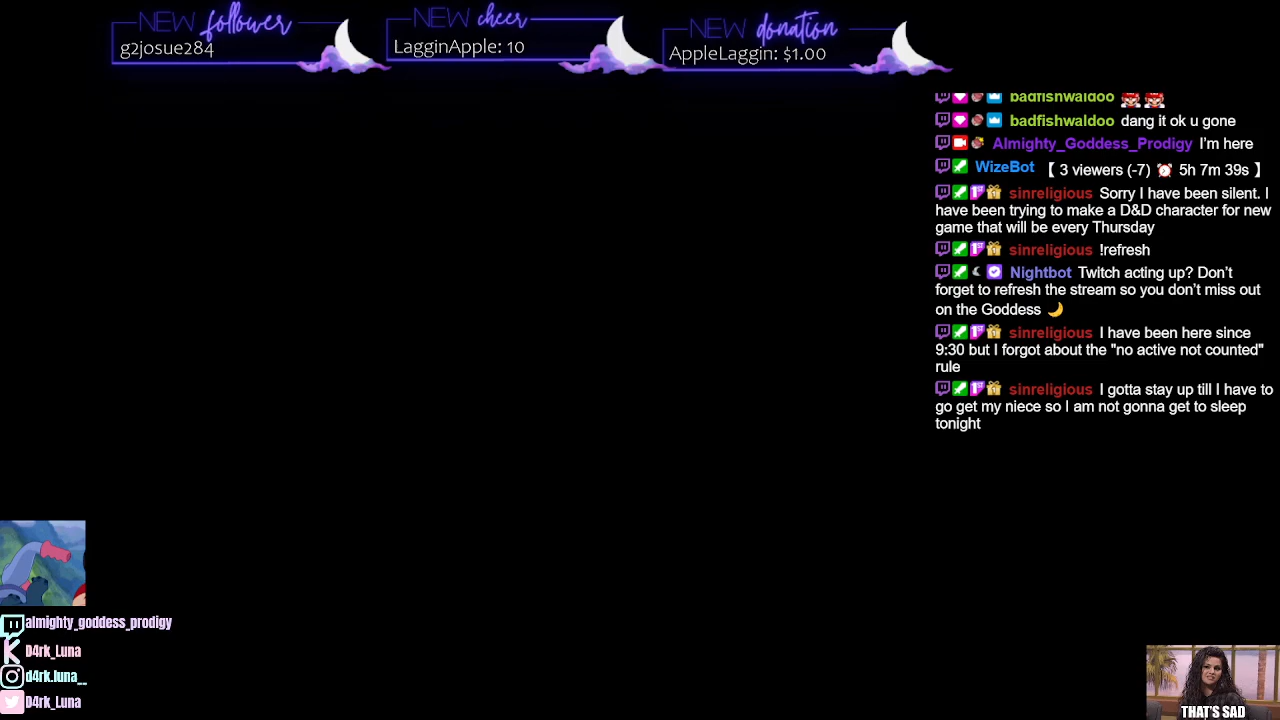 NEW follower
g2josue284
NEW cheer
LagginApple: 10
NEW donation
AppleLaggin: $1.00
badfishwaldoo
badfishwaldoo dang it ok u gone
Almighty_Goddess_Prodigy I'm here
WizeBot 【 3 viewers (-7) ⏰ 5h 7m 39s 】
sinreligious Sorry I have been silent. I
have been trying to make a D&D character for new
game that will be every Thursday
sinreligious !refresh
Nightbot Twitch acting up? Don't
forget to refresh the stream so you don't miss out
on the Goddess 🌙
sinreligious I have been here since
9:30 but I forgot about the "no active not counted"
rule
sinreligious I gotta stay up till I have to
go get my niece so I am not gonna get to sleep
tonight
almighty_goddess_prodigy
D4rk_Luna
d4rk.luna__
D4rk_Luna
THAT'S SAD